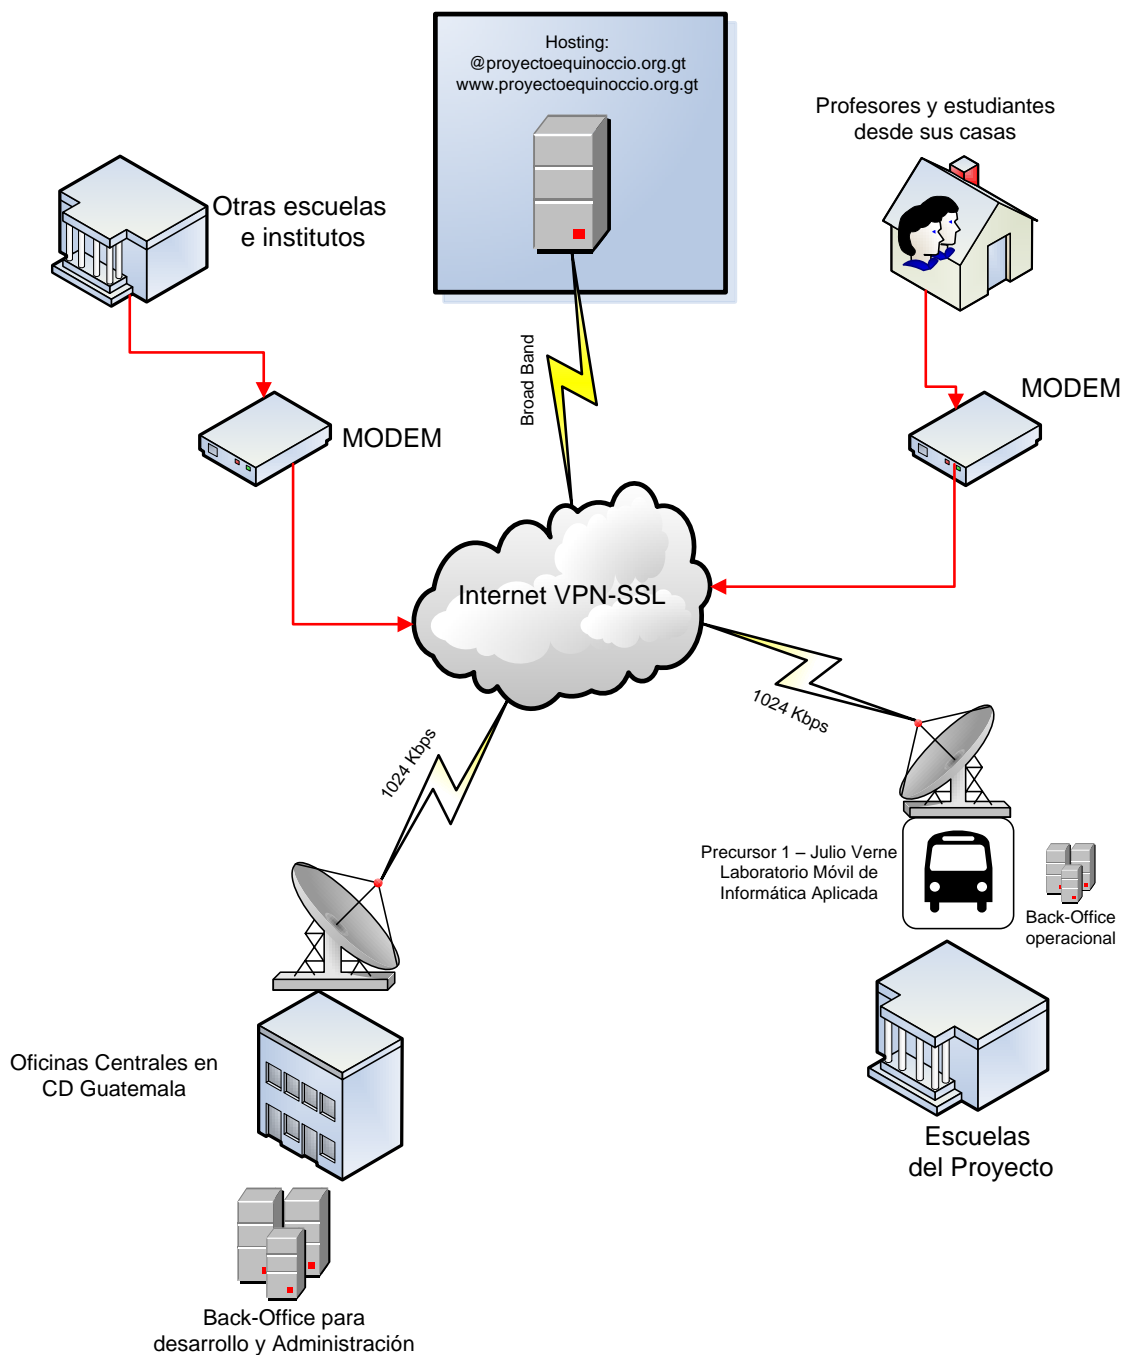 Hosting:
@proyectoequinoccio.org.gt
www.proyectoequinoccio.org.gt
Profesores y estudiantes
desde sus casas
Otras escuelas
e institutos
Broad Band
MODEM
MODEM
Internet VPN-SSL
1024 Kbps
1024 Kbps
Precursor 1 – Julio Verne
Laboratorio Móvil de
Informática Aplicada
Back-Office
operacional
Oficinas Centrales en
CD Guatemala
Escuelas
del Proyecto
Back-Office para
desarrollo y Administración